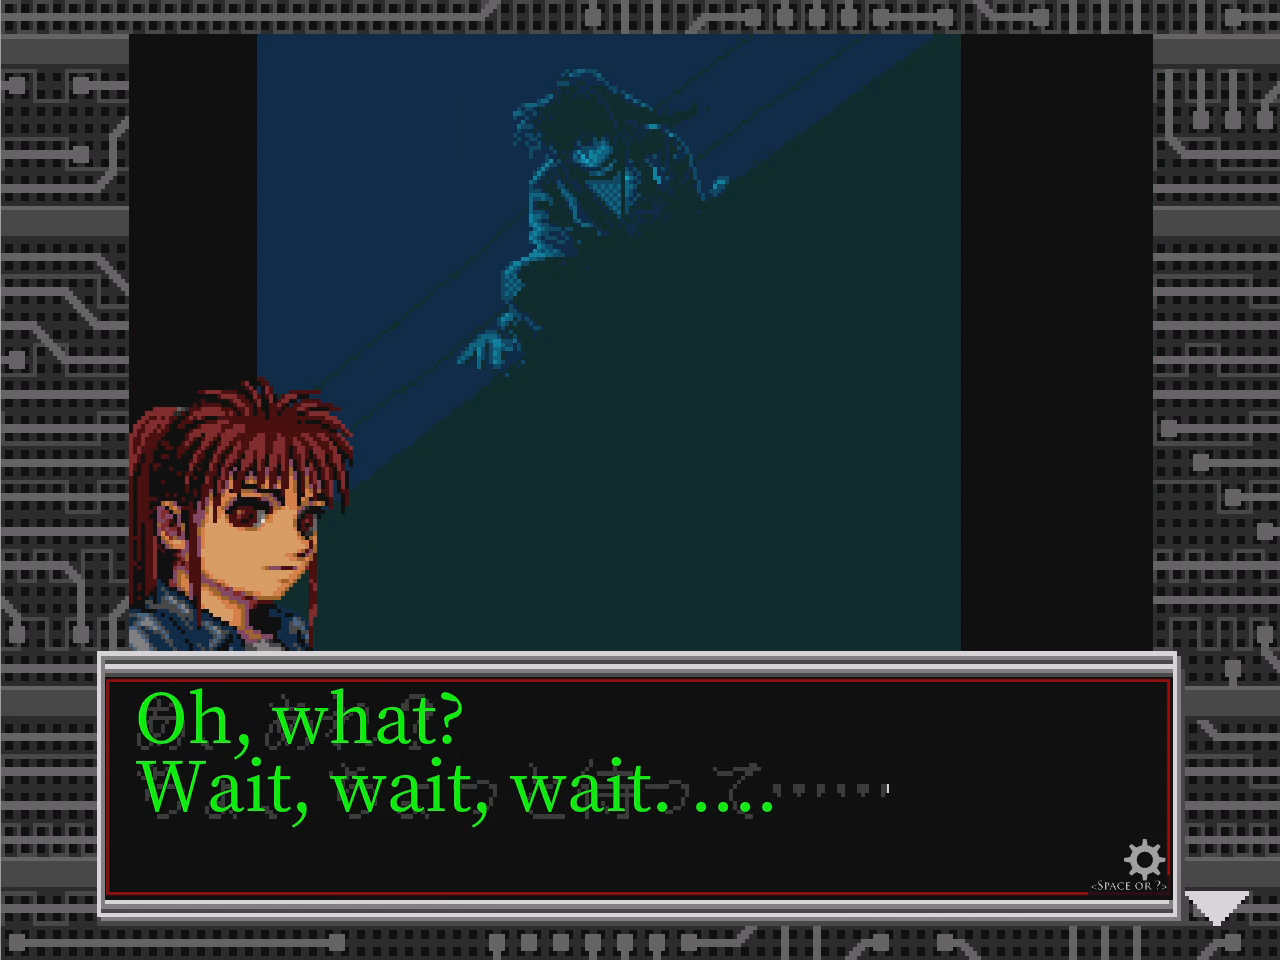 Oh, what?
Wait, wait, wait. ....
<SPACE OR ?>